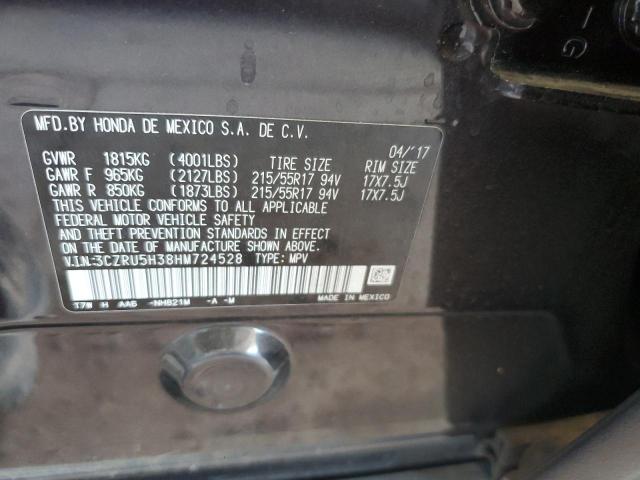 MFD.BY HONDA DE MEXICO S.A. DE C.V.
04/'17
GVWR 1815KG (4001LBS) TIRE SIZE RIM SIZE
GAWR F 965KG (2127LBS) 215/55R17 94V 17X7.5J
GAWR R 850KG (1873LBS) 215/55R17 94V 17X7.5J
THIS VEHICLE CONFORMS TO ALL APPLICABLE
FEDERAL MOTOR VEHICLE SAFETY
AND THEFT PREVENTION STANDARDS IN EFFECT
ON THE DATE OF MANUFACTURE SHOWN ABOVE.
V.I.N:3CZRU5H38HM724528 TYPE: MPV
H AA6 -NH821M -A -M MADE IN MEXICO
I G